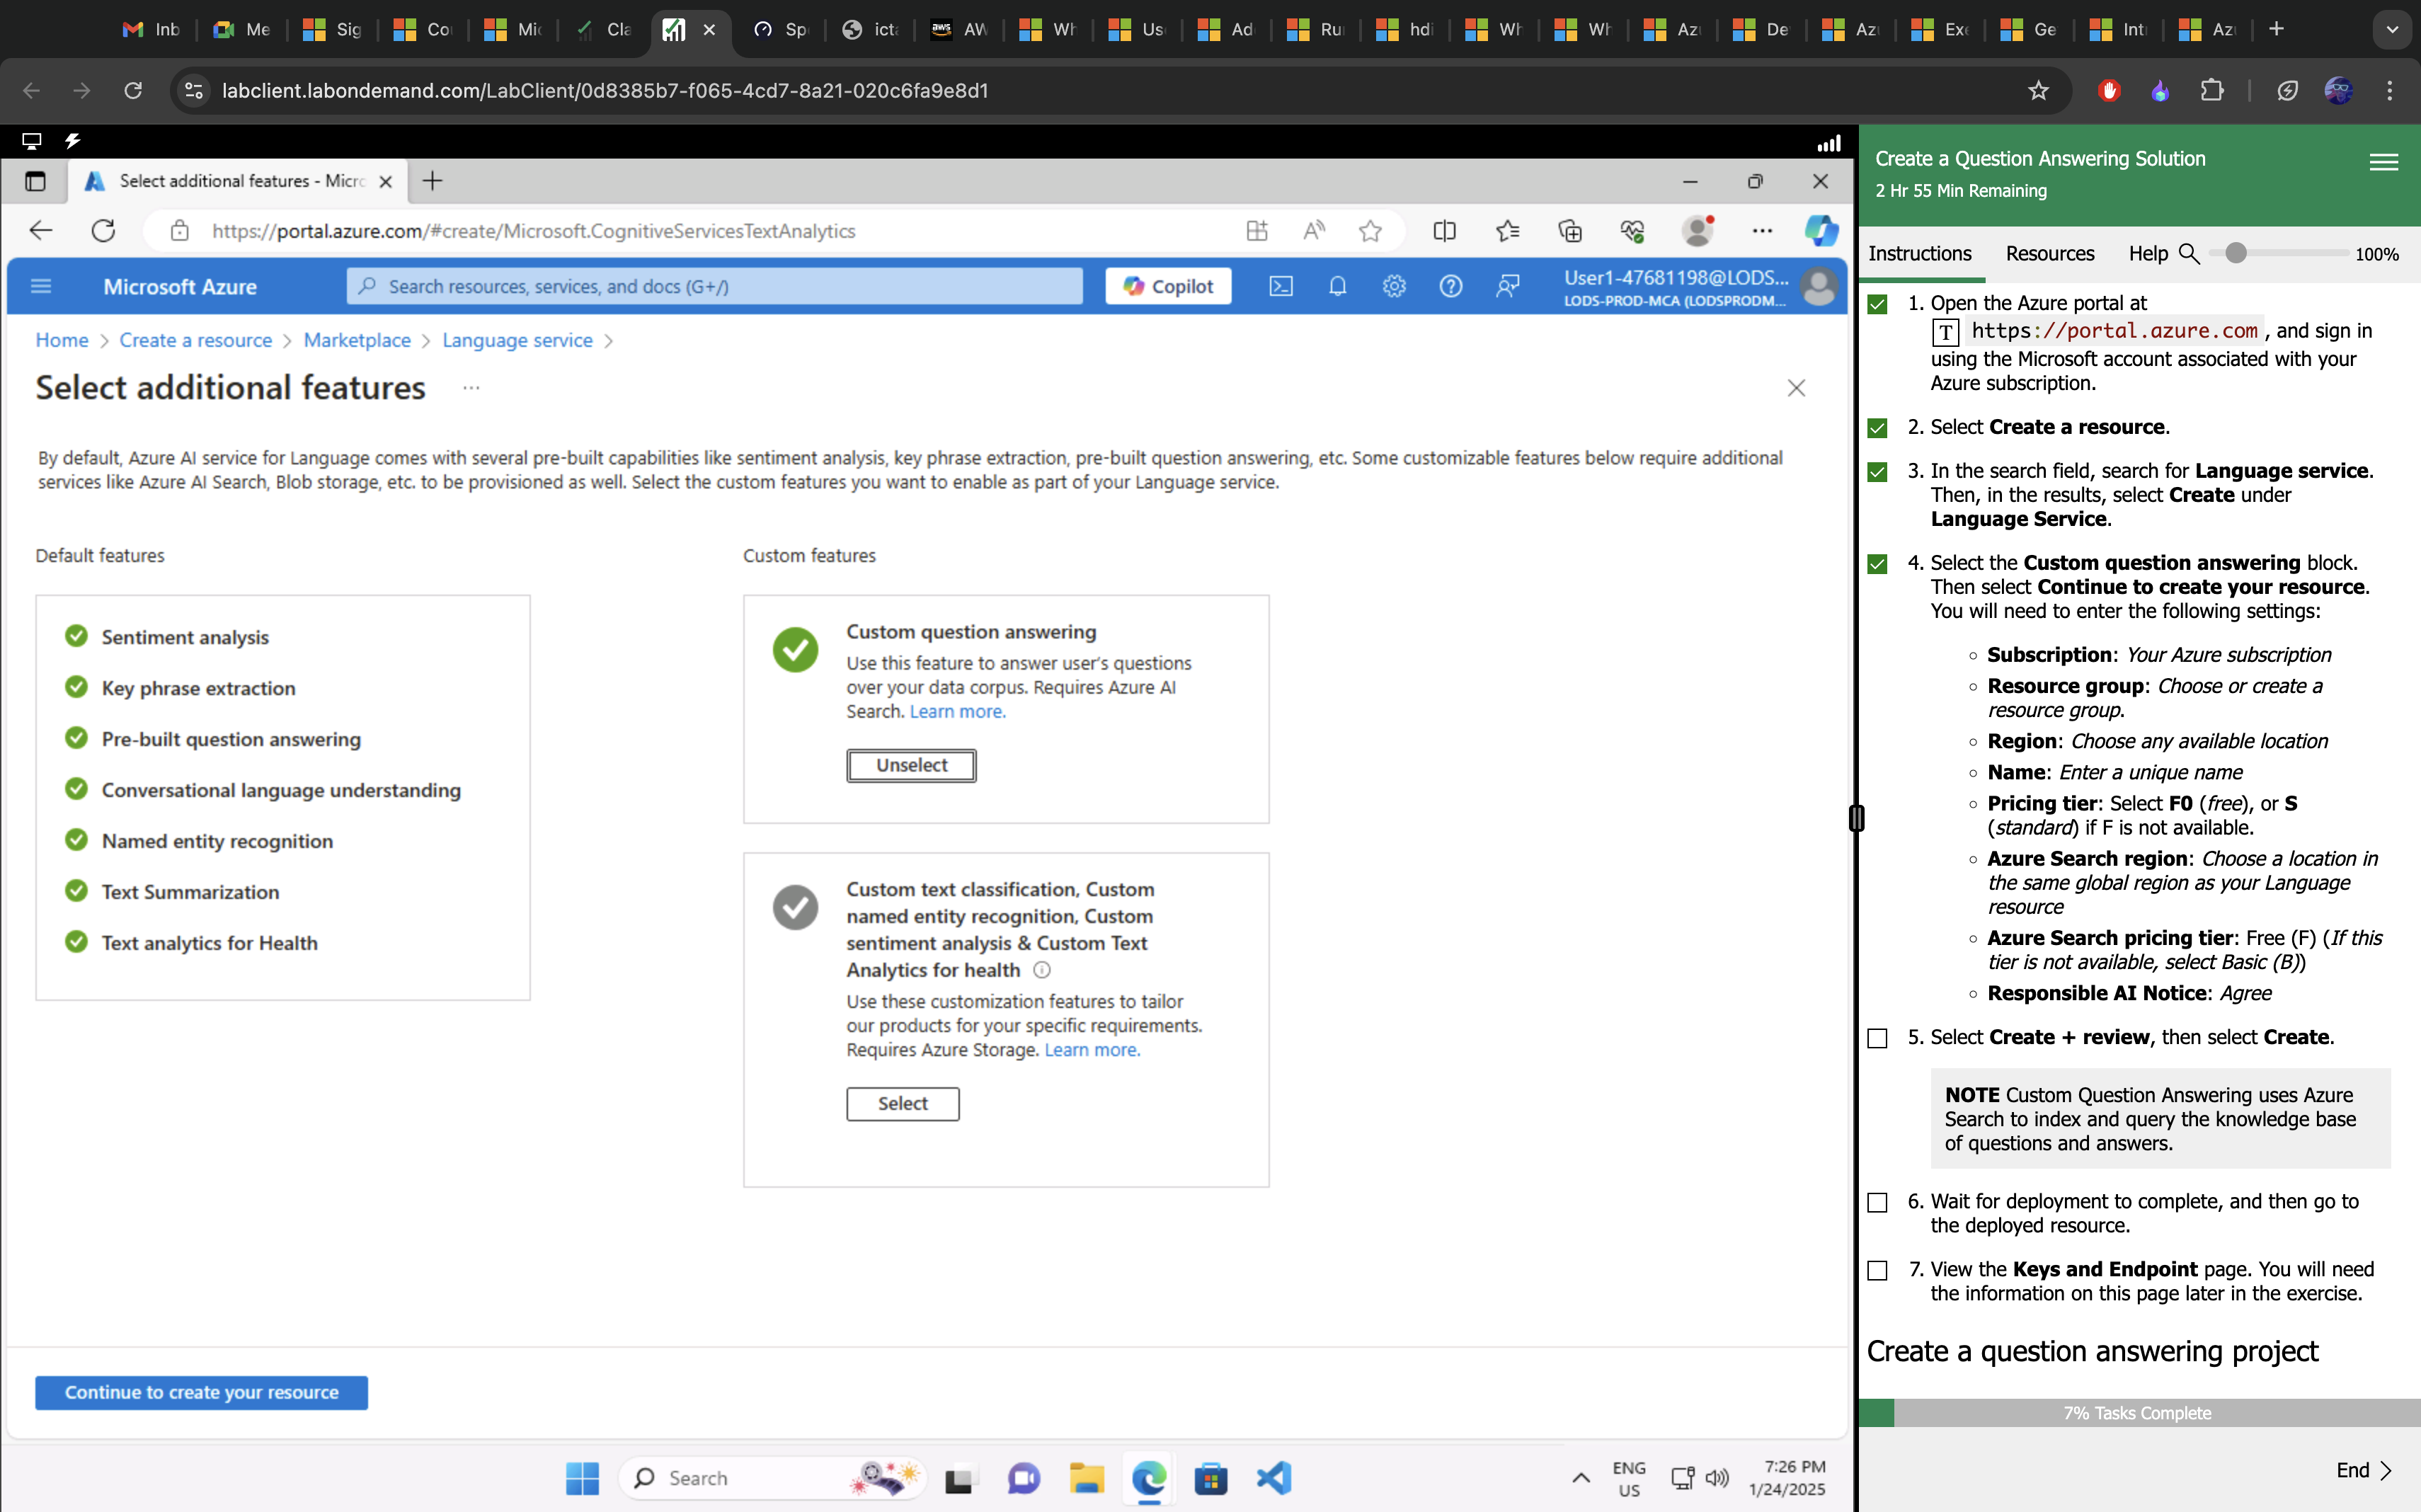 Inb
Me
Sig
Co
Mic
Cla
Sp
icta
aws
AW
Wh
Us
Ad
Ru
hdi
Wh
Wh
Az
De
Az
Ex
Ge
Int
Az
labclient.labondemand.com/LabClient/0d8385b7-f065-4cd7-8a21-020c6fa9e8d1
Select additional features - Micro
https://portal.azure.com/#create/Microsoft.CognitiveServicesTextAnalytics
Microsoft Azure
Search resources, services, and docs (G+/)
Copilot
User1-47681198@LODS...
LODS-PROD-MCA (LODSPRODM...
Home > Create a resource > Marketplace > Language service >
Select additional features ...
By default, Azure AI service for Language comes with several pre-built capabilities like sentiment analysis, key phrase extraction, pre-built question answering, etc. Some customizable features below require additional
services like Azure AI Search, Blob storage, etc. to be provisioned as well. Select the custom features you want to enable as part of your Language service.
Default features
Sentiment analysis
Key phrase extraction
Pre-built question answering
Conversational language understanding
Named entity recognition
Text Summarization
Text analytics for Health
Custom features
Custom question answering
Use this feature to answer user's questions
over your data corpus. Requires Azure AI
Search. Learn more.
Unselect
Custom text classification, Custom
named entity recognition, Custom
sentiment analysis & Custom Text
Analytics for health
Use these customization features to tailor
our products for your specific requirements.
Requires Azure Storage. Learn more.
Select
Continue to create your resource
Search
ENG
US
7:26 PM
1/24/2025
Create a Question Answering Solution
2 Hr 55 Min Remaining
Instructions
Resources
Help
100%
1. Open the Azure portal at
T https://portal.azure.com, and sign in
using the Microsoft account associated with your
Azure subscription.
2. Select Create a resource.
3. In the search field, search for Language service.
Then, in the results, select Create under
Language Service.
4. Select the Custom question answering block.
Then select Continue to create your resource.
You will need to enter the following settings:
Subscription: Your Azure subscription
Resource group: Choose or create a
resource group.
Region: Choose any available location
Name: Enter a unique name
Pricing tier: Select F0 (free), or S
(standard) if F is not available.
Azure Search region: Choose a location in
the same global region as your Language
resource
Azure Search pricing tier: Free (F) (If this
tier is not available, select Basic (B))
Responsible AI Notice: Agree
5. Select Create + review, then select Create.
NOTE Custom Question Answering uses Azure
Search to index and query the knowledge base
of questions and answers.
6. Wait for deployment to complete, and then go to
the deployed resource.
7. View the Keys and Endpoint page. You will need
the information on this page later in the exercise.
Create a question answering project
7% Tasks Complete
End >